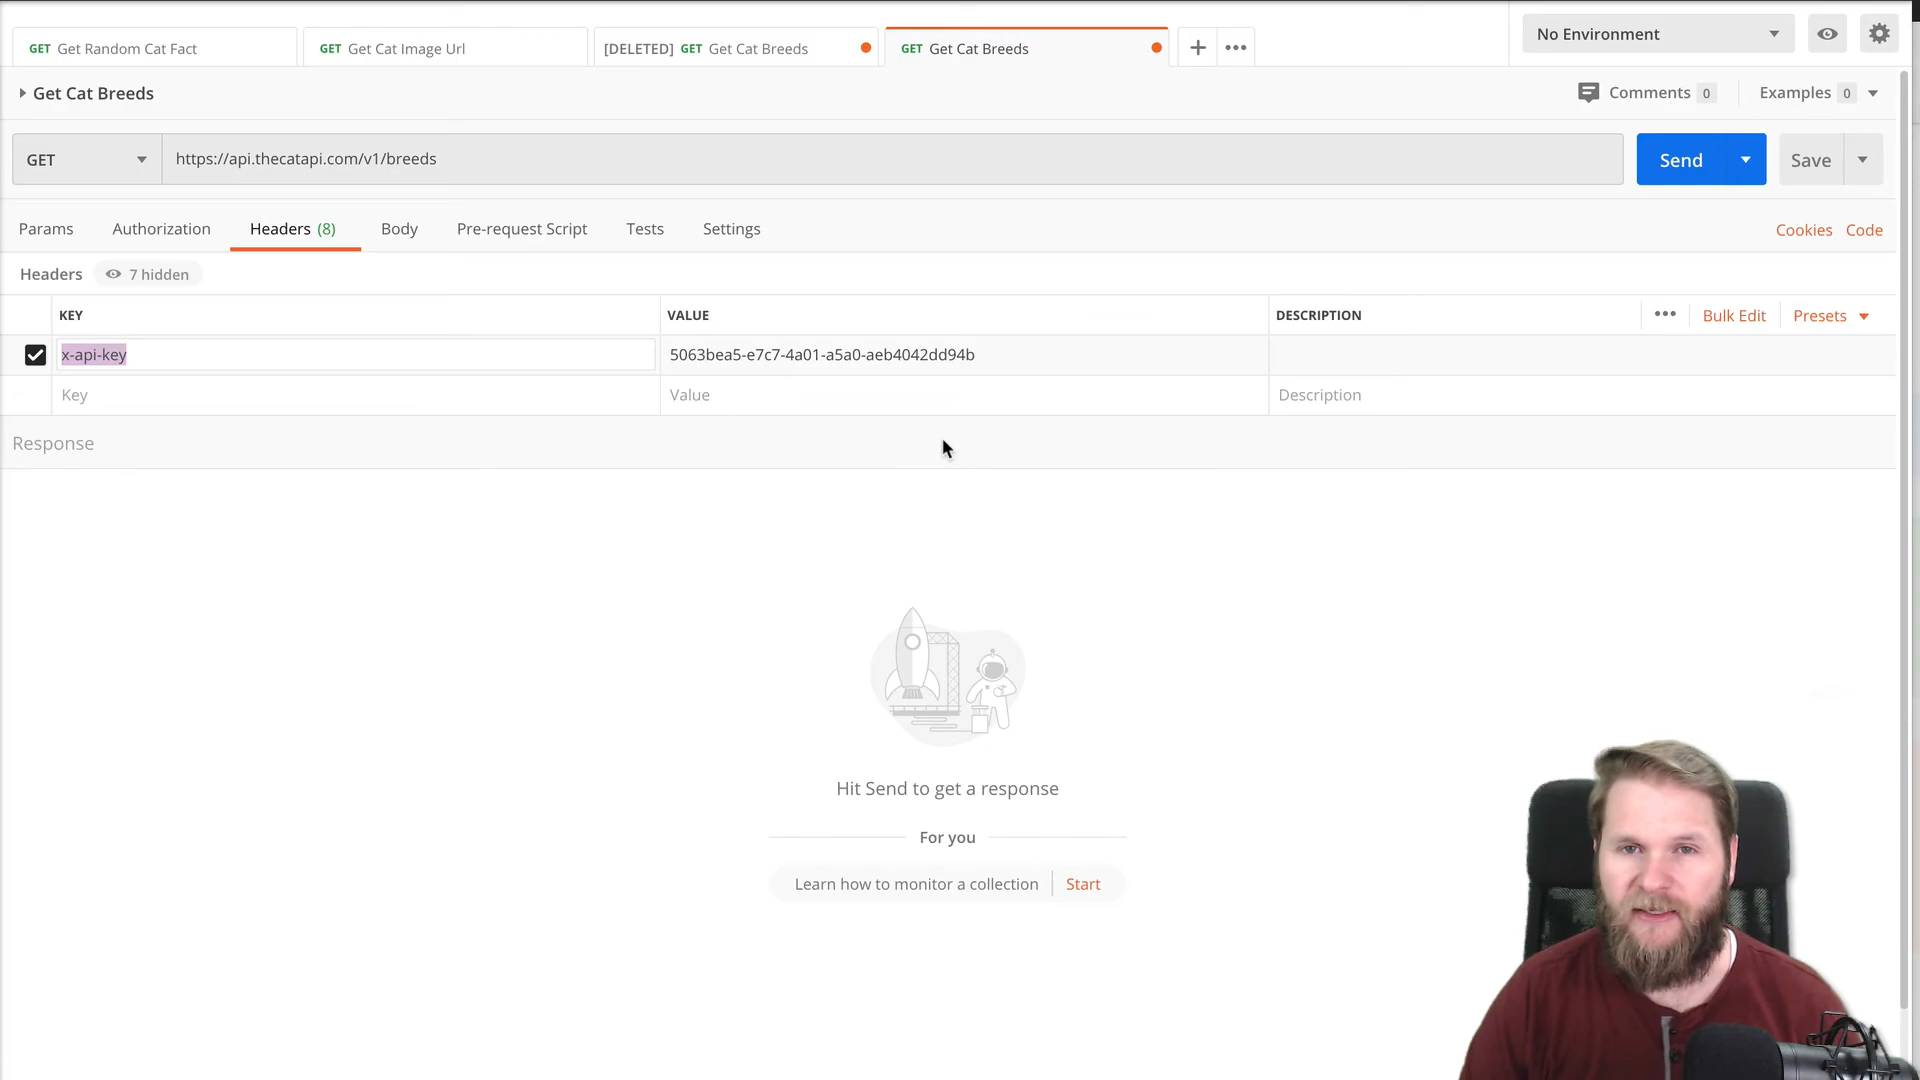 GET Get Random Cat Fact GET Get Cat Image Url [DELETED] GET Get Cat Breeds GET Get Cat Breeds + ••• No Environment
Get Cat Breeds Comments 0 Examples 0
GET https://api.thecatapi.com/v1/breeds Send Save
Params Authorization Headers (8) Body Pre-request Script Tests Settings Cookies Code
Headers 7 hidden
KEY VALUE DESCRIPTION ••• Bulk Edit Presets
x-api-key 5063bea5-e7c7-4a01-a5a0-aeb4042dd94b
Key Value Description
Response
Hit Send to get a response
For you
Learn how to monitor a collection Start